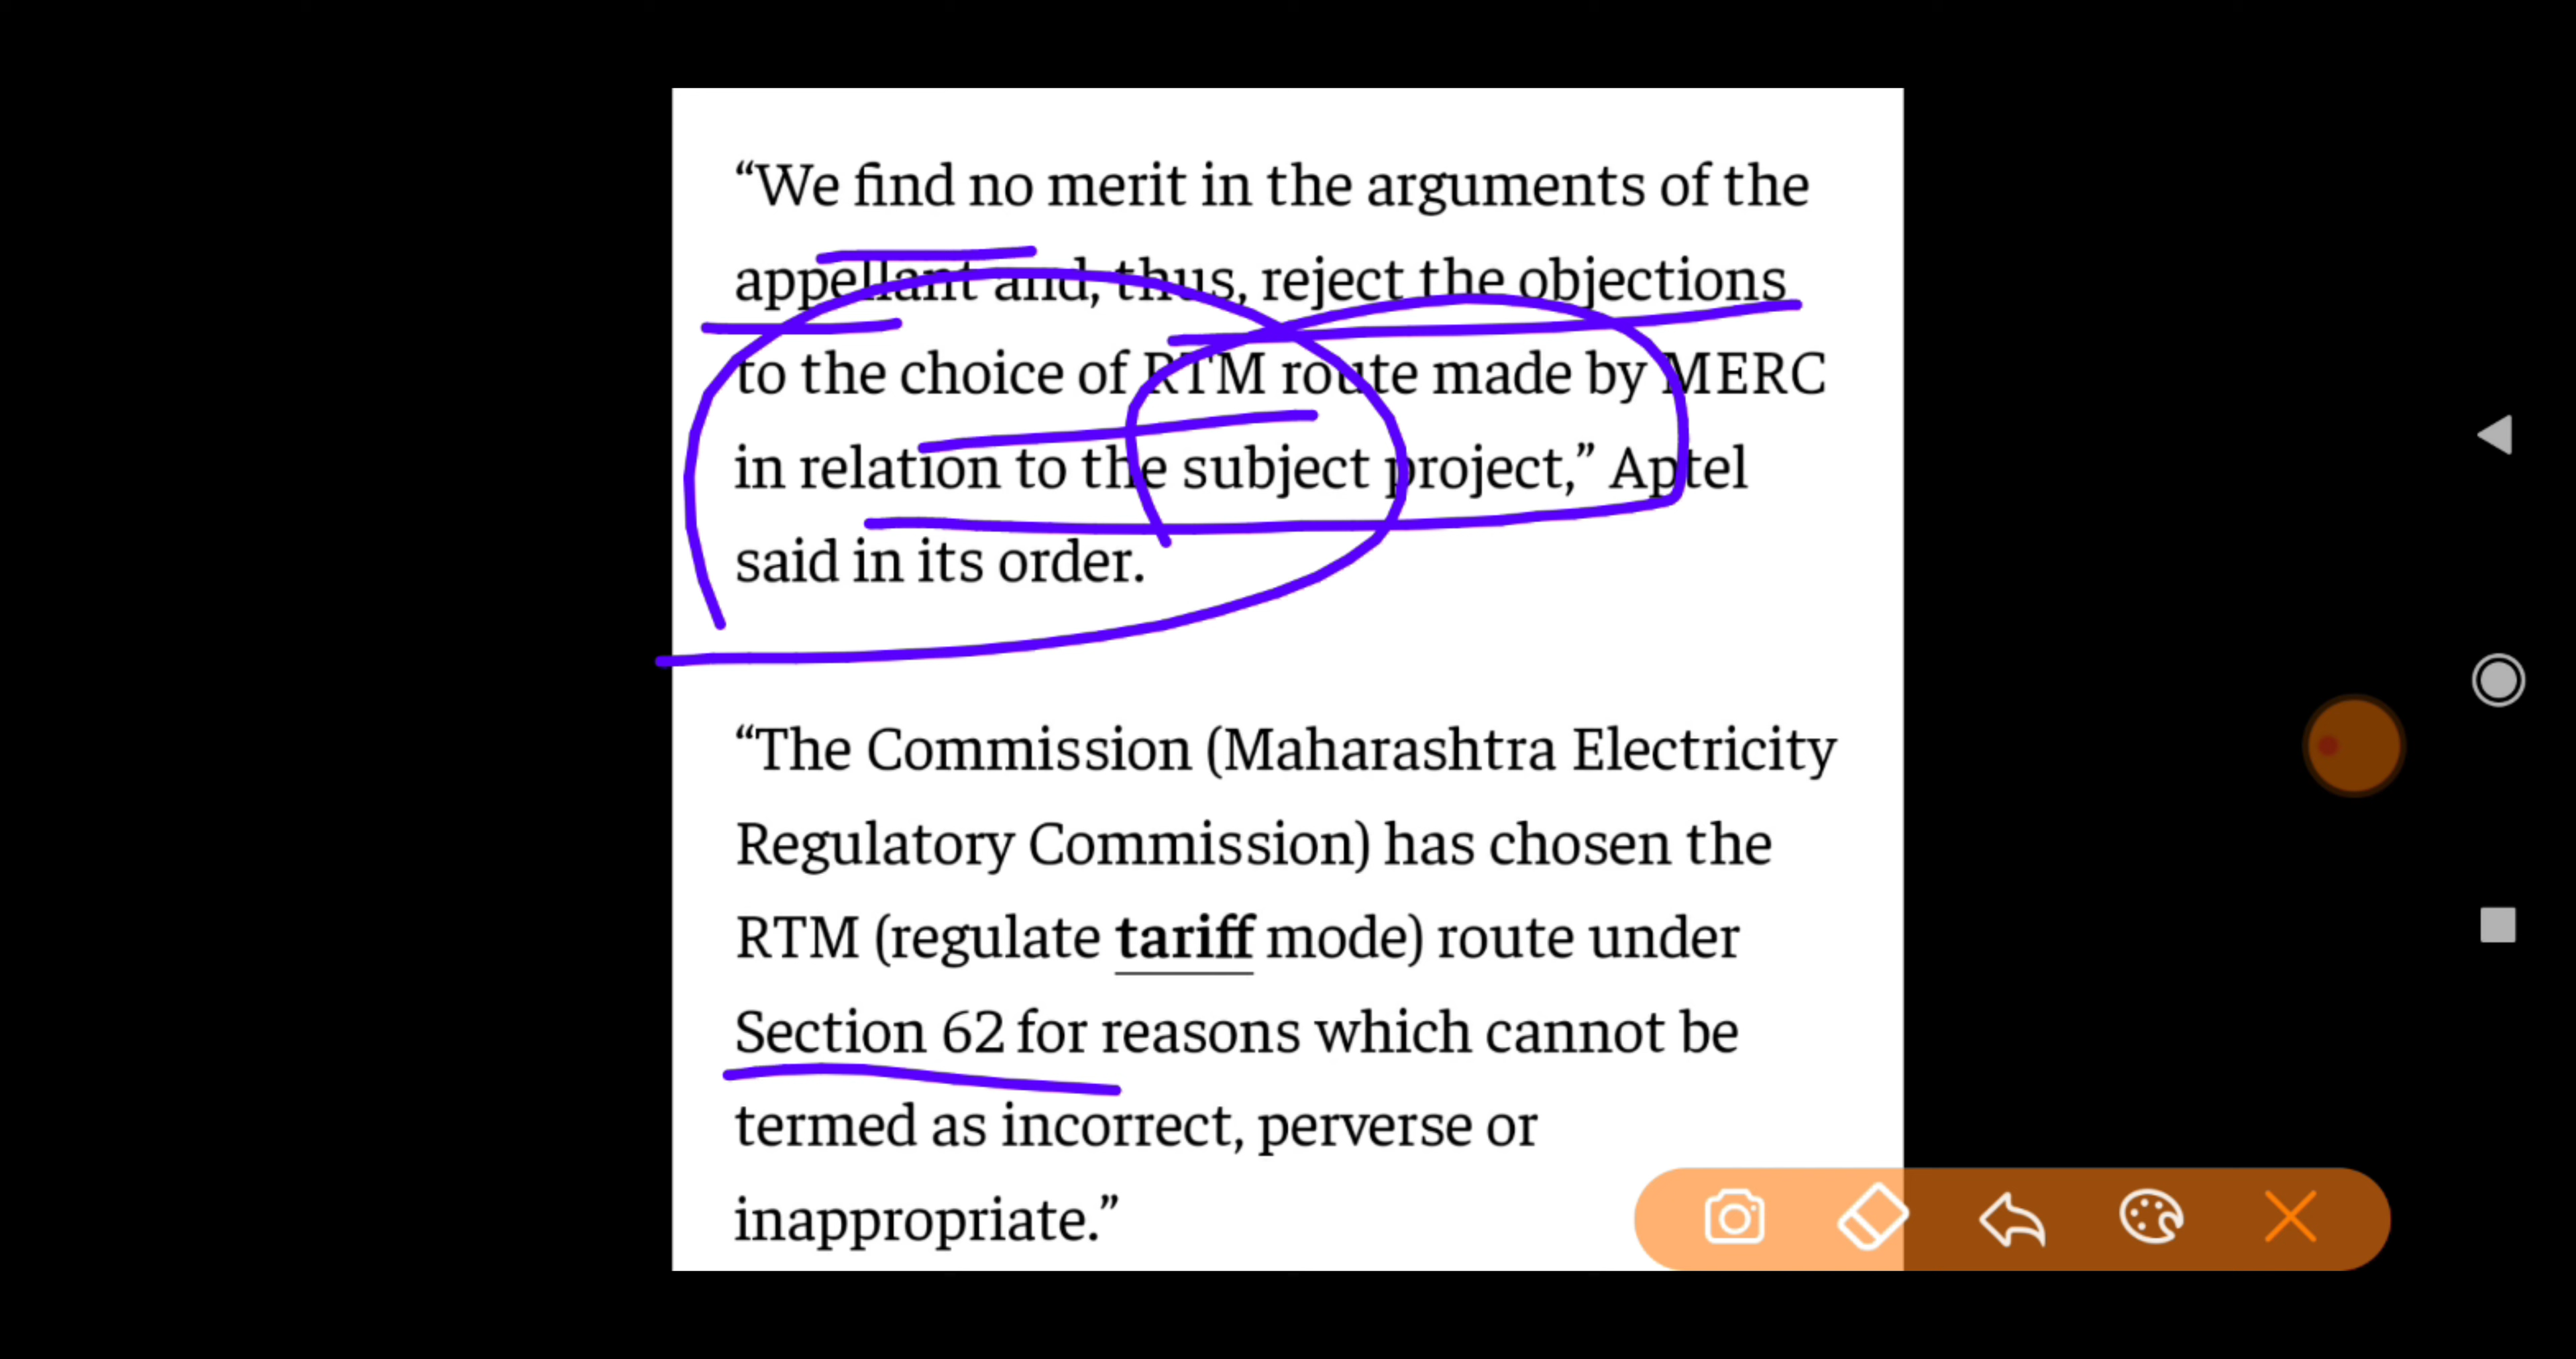 “We find no merit in the arguments of the
appellant and, thus, reject the objections
to the choice of RTM route made by MERC
in relation to the subject project,” Aptel
said in its order.
“The Commission (Maharashtra Electricity
Regulatory Commission) has chosen the
RTM (regulate tariff mode) route under
Section 62 for reasons which cannot be
termed as incorrect, perverse or
inappropriate.”